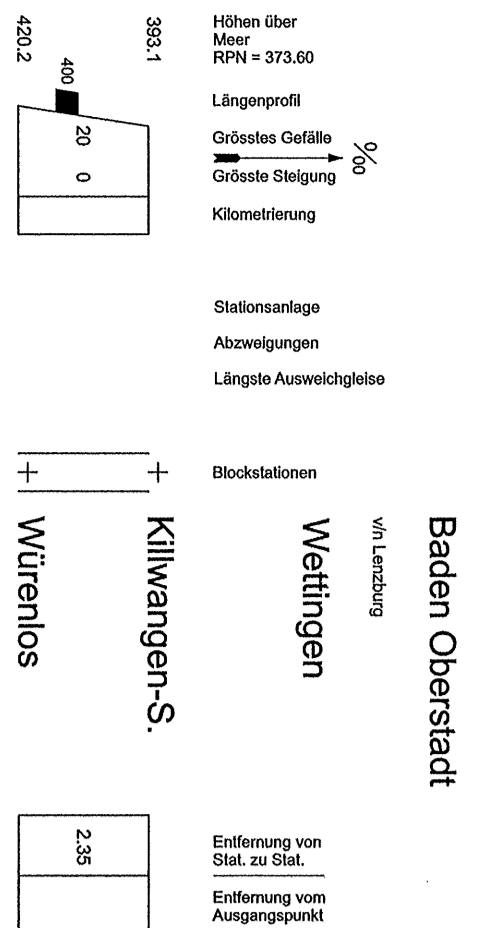 420.2
393.1
400
20
0
Höhen über
Meer
RPN = 373.60
Längenprofil
Grösstes Gefälle
‰
Grösste Steigung
Kilometrierung
Stationsanlage
Abzweigungen
Längste Ausweichgleise
Blockstationen
Würenlos
Killwangen-S.
Wettingen
v/n Lenzburg
Baden Oberstadt
2.35
Entfernung von
Stat. zu Stat.
Entfernung vom
Ausgangspunkt